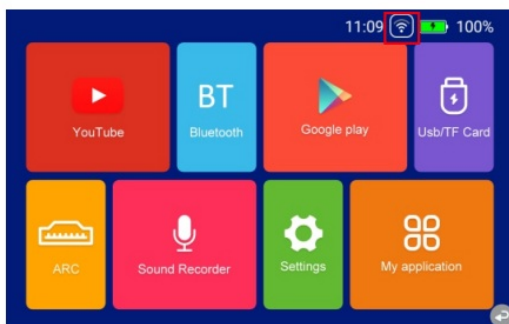 11:09 100%
YouTube
BT
Bluetooth
Google play
Usb/TF Card
ARC
Sound Recorder
Settings
My application